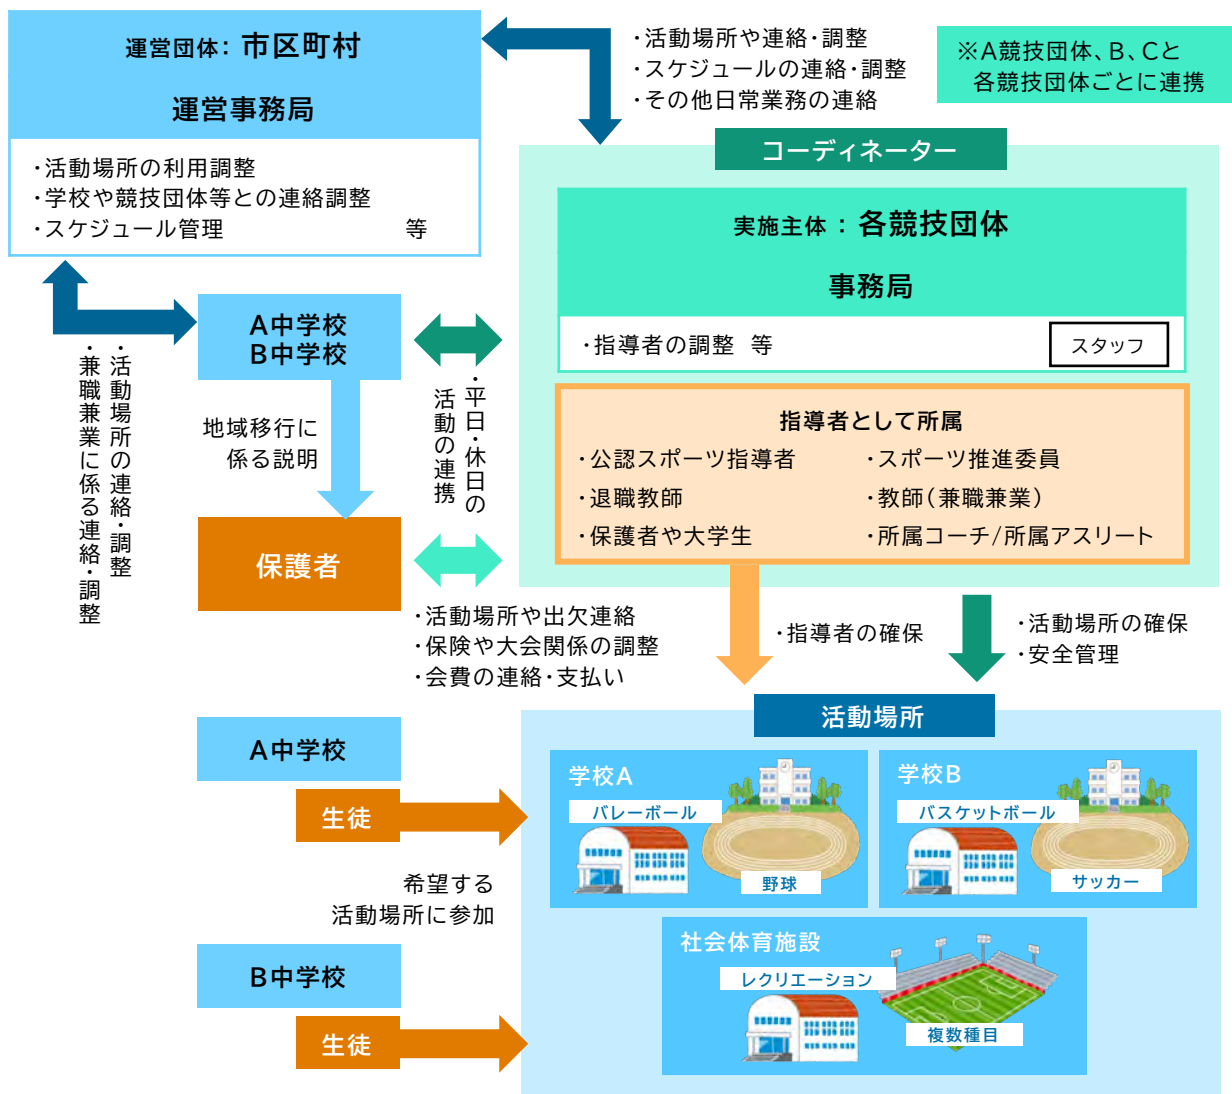 運営団体：市区町村
運営事務局
・活動場所の利用調整
・学校や競技団体等との連絡調整
・スケジュール管理 等
・活動場所や連絡・調整
・スケジュールの連絡・調整
・その他日常業務の連絡
※A競技団体、B、Cと
各競技団体ごとに連携
コーディネーター
実施主体：各競技団体
事務局
・指導者の調整 等
スタッフ
指導者として所属
・公認スポーツ指導者
・スポーツ推進委員
・退職教師
・教師（兼職兼業）
・保護者や大学生
・所属コーチ/所属アスリート
A中学校
B中学校
・活動場所の連絡・調整
・兼職兼業に係る連絡・調整
地域移行に
係る説明
・平日・休日の
活動の連携
保護者
・活動場所や出欠連絡
・保険や大会関係の調整
・会費の連絡・支払い
・指導者の確保
・活動場所の確保
・安全管理
A中学校
生徒
希望する
活動場所に参加
B中学校
生徒
活動場所
学校A
バレーボール
野球
学校B
バスケットボール
サッカー
社会体育施設
レクリエーション
複数種目